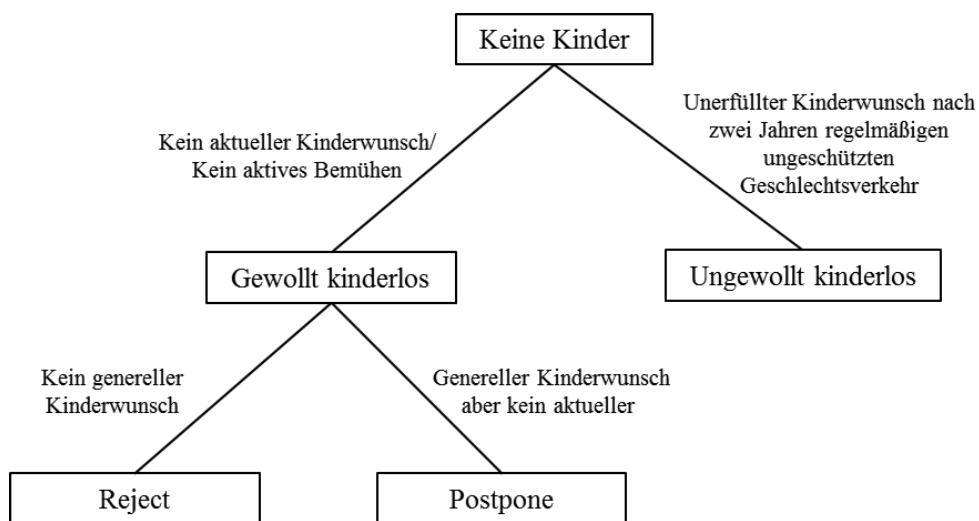 Keine Kinder
Kein aktueller Kinderwunsch/
Kein aktives Bemühen
Unerfüllter Kinderwunsch nach
zwei Jahren regelmäßigen
ungeschützten
Geschlechtsverkehr
Gewollt kinderlos
Ungewollt kinderlos
Kein genereller
Kinderwunsch
Genereller Kinderwunsch
aber kein aktueller
Reject
Postpone